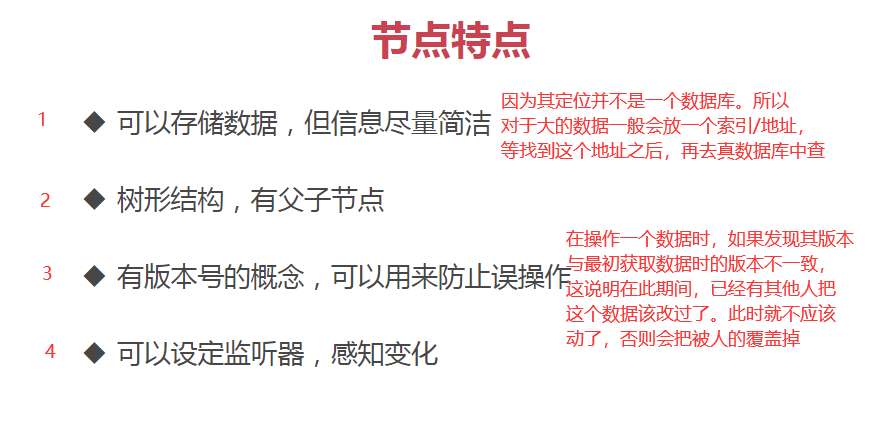 节点特点
1 ◆ 可以存储数据，但信息尽量简洁
因为其定位并不是一个数据库。所以
对于大的数据一般会放一个索引/地址，
等找到这个地址之后，再去真数据库中查
2 ◆ 树形结构，有父子节点
3 ◆ 有版本号的概念，可以用来防止误操作
在操作一个数据时，如果发现其版本
与最初获取数据时的版本不一致，
这说明在此期间，已经有其他人把
这个数据该改过了。此时就不应该
动了，否则会把被人的覆盖掉
4 ◆ 可以设定监听器，感知变化